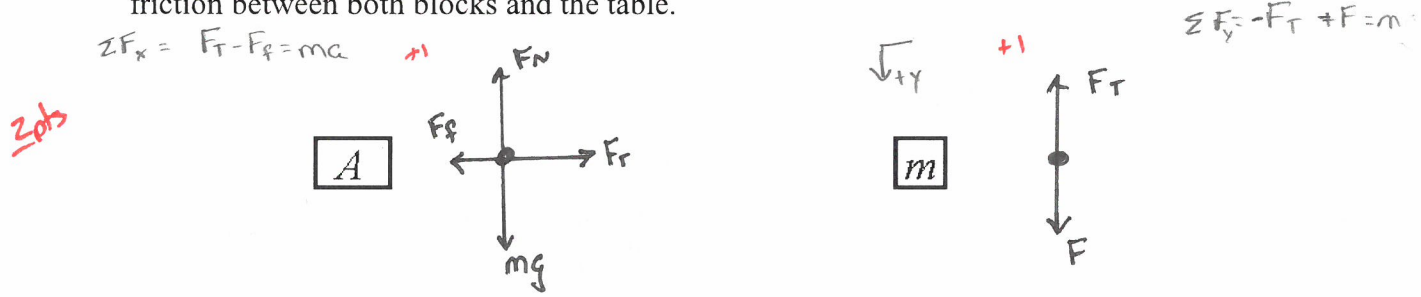 friction between both blocks and the table.
ΣFx = FT - Ff = ma
+1
ΣFy = -FT + F = m
+1
+Y
2pts
A
FN
Ff
FT
mg
m
FT
F